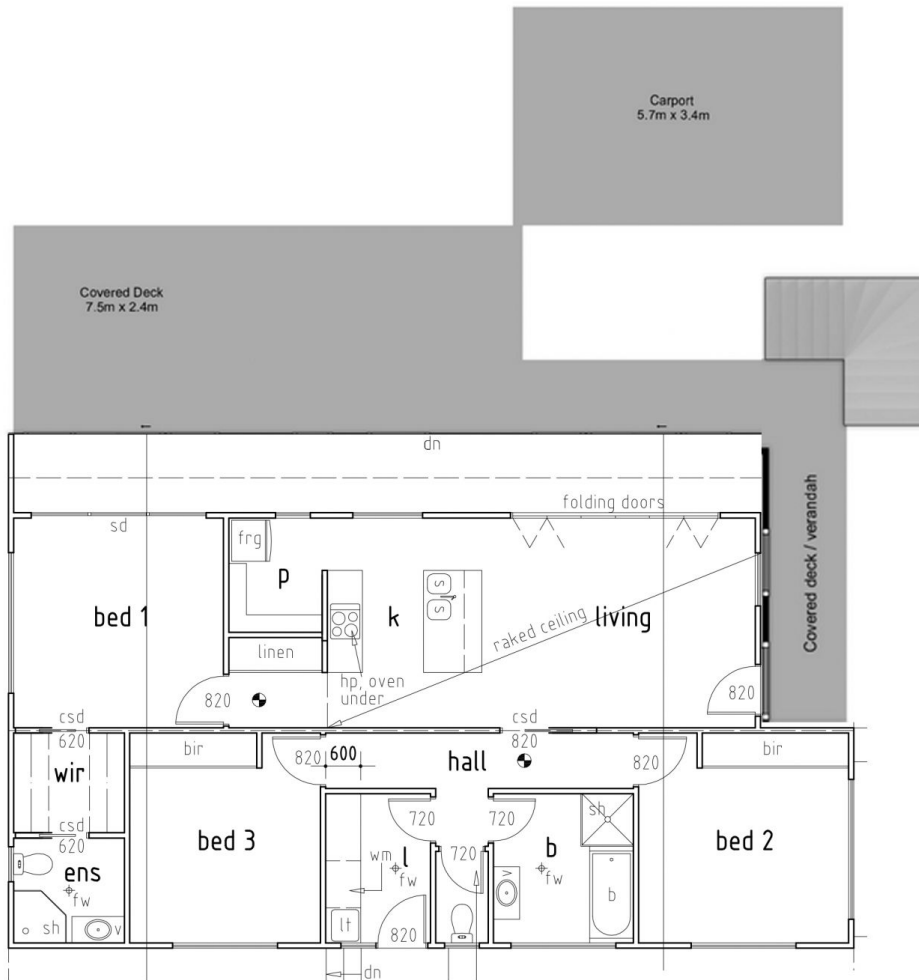 Carport
5.7m x 3.4m
Covered Deck
7.5m x 2.4m
Covered deck / verandah
dn
folding doors
sd
frg
p
bed 1
k
S
S
living
raked ceiling
linen
hp, oven
under
820
820
csd
620
csd
820
wir
bir
820
600
hall
820
bir
csd
620
bed 3
720
720
sh
bed 2
ens
fw
wm
l
fw
720
b
fw
v
b
sh
v
lt
820
dn